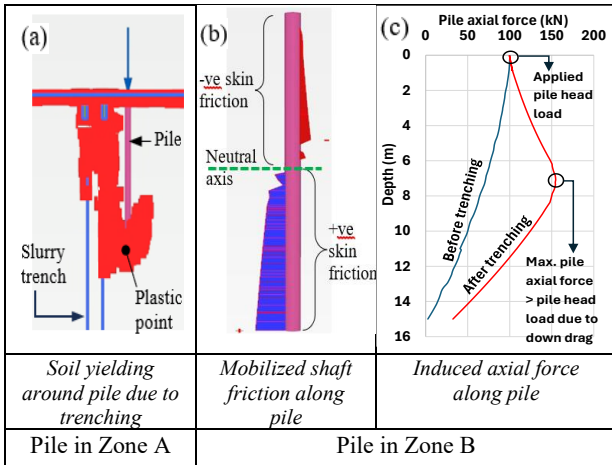 (a)
Pile
Slurry
trench
Plastic
point
(b)
-ve skin
friction
Neutral
axis
+ve
skin
friction
(c)
Pile axial force (kN)
0 50 100 150 200
0
2
4
6
8
10
12
14
16
Depth (m)
Applied
pile head
load
Before trenching
After trenching
Max. pile
axial force
> pile head
load due to
down drag
Soil yielding
around pile due to
trenching
Mobilized shaft
friction along
pile
Induced axial force
along pile
Pile in Zone A
Pile in Zone B